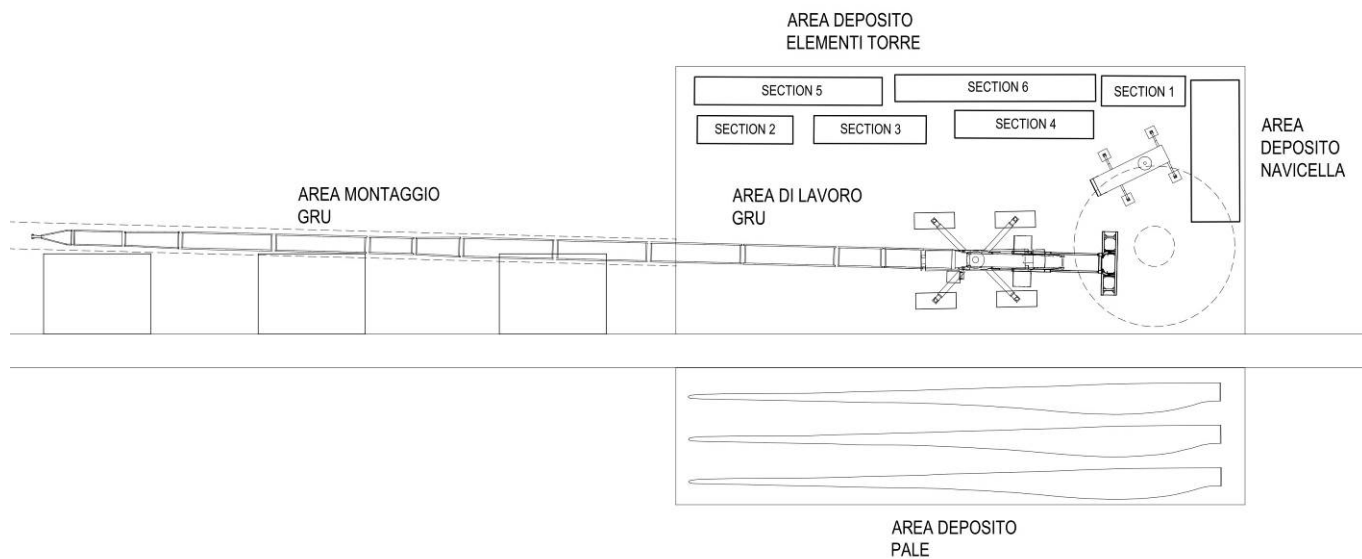 AREA DEPOSITO
ELEMENTI TORRE
SECTION 5
SECTION 6
SECTION 1
SECTION 2
SECTION 3
SECTION 4
AREA
DEPOSITO
NAVICELLA
AREA MONTAGGIO
GRU
AREA DI LAVORO
GRU
AREA DEPOSITO
PALE